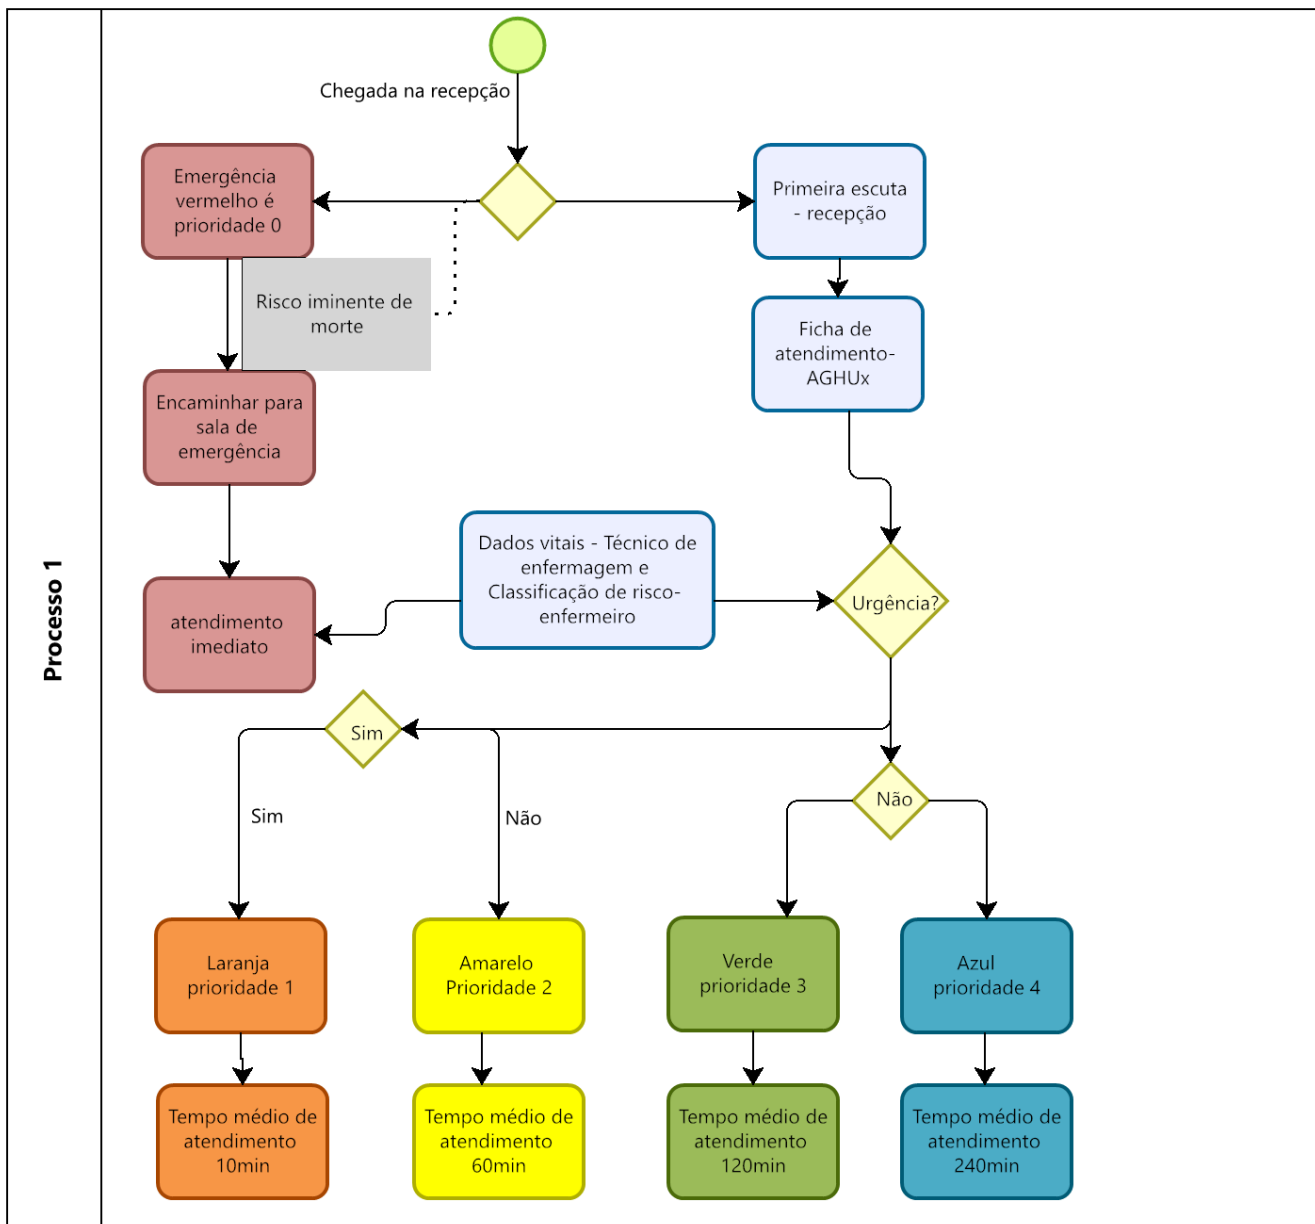 Processo 1
Chegada na recepção
Emergência
vermelho é
prioridade 0
Primeira escuta
- recepção
Risco iminente de
morte
Ficha de
atendimento-
AGHUx
Encaminhar para
sala de
emergência
Dados vitais - Técnico de
enfermagem e
Classificação de risco-
enfermeiro
Urgência?
atendimento
imediato
Sim
Não
Sim
Não
Laranja
prioridade 1
Amarelo
Prioridade 2
Verde
prioridade 3
Azul
prioridade 4
Tempo médio de
atendimento
10min
Tempo médio de
atendimento
60min
Tempo médio de
atendimento
120min
Tempo médio de
atendimento
240min